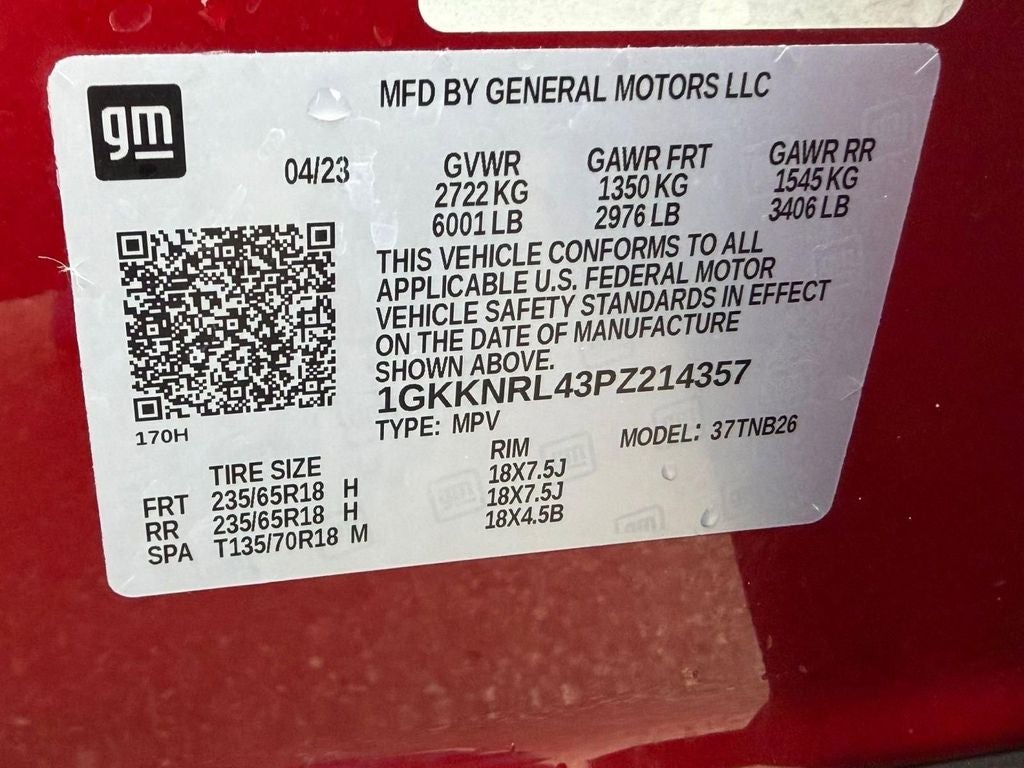 gm
MFD BY GENERAL MOTORS LLC
04/23
GVWR GAWR FRT GAWR RR
2722 KG 1350 KG 1545 KG
6001 LB 2976 LB 3406 LB
THIS VEHICLE CONFORMS TO ALL
APPLICABLE U.S. FEDERAL MOTOR
VEHICLE SAFETY STANDARDS IN EFFECT
ON THE DATE OF MANUFACTURE
SHOWN ABOVE.
1GKKNRL43PZ214357
170H
TYPE: MPV MODEL: 37TNB26
TIRE SIZE RIM
FRT 235/65R18 H 18X7.5J
RR 235/65R18 H 18X7.5J
SPA T135/70R18 M 18X4.5B